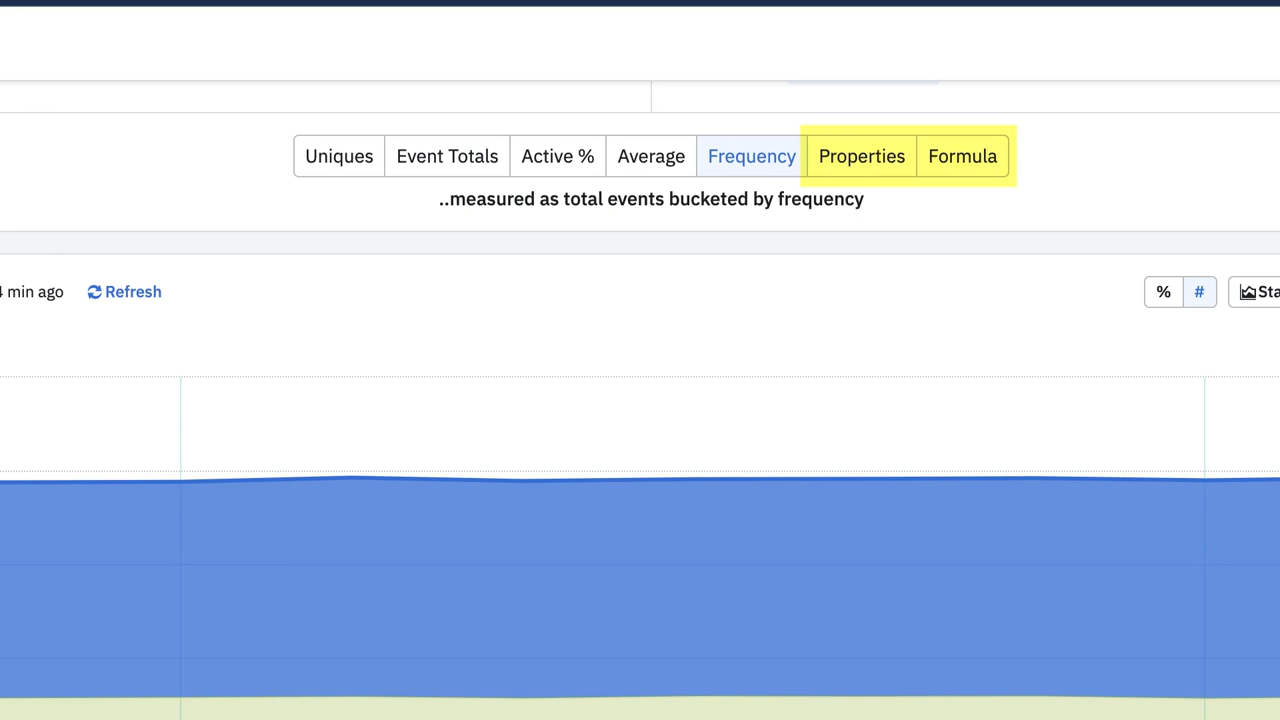 Uniques Event Totals Active % Average Frequency Properties Formula
..measured as total events bucketed by frequency
min ago Refresh % #